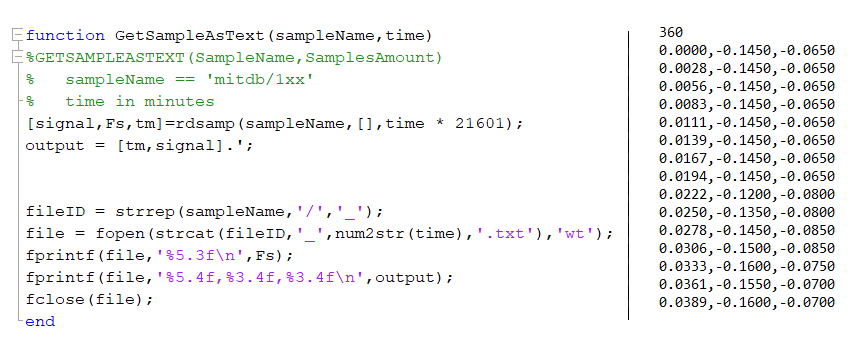 function GetSampleAsText(sampleName,time)
%GETSAMPLEASTEXT(SampleName,SamplesAmount)
%   sampleName == 'mitdb/1xx'
%   time in minutes
[signal,Fs,tm]=rdsamp(sampleName,[],time * 21601);
output = [tm,signal].';
fileID = strrep(sampleName,'/','_');
file = fopen(strcat(fileID,'_',num2str(time),'.txt'),'wt');
fprintf(file,'%5.3f\n',Fs);
fprintf(file,'%5.4f,%3.4f,%3.4f\n',output);
fclose(file);
end
360
0.0000,-0.1450,-0.0650
0.0028,-0.1450,-0.0650
0.0056,-0.1450,-0.0650
0.0083,-0.1450,-0.0650
0.0111,-0.1450,-0.0650
0.0139,-0.1450,-0.0650
0.0167,-0.1450,-0.0650
0.0194,-0.1450,-0.0650
0.0222,-0.1200,-0.0800
0.0250,-0.1350,-0.0800
0.0278,-0.1450,-0.0850
0.0306,-0.1500,-0.0850
0.0333,-0.1600,-0.0750
0.0361,-0.1550,-0.0700
0.0389,-0.1600,-0.0700